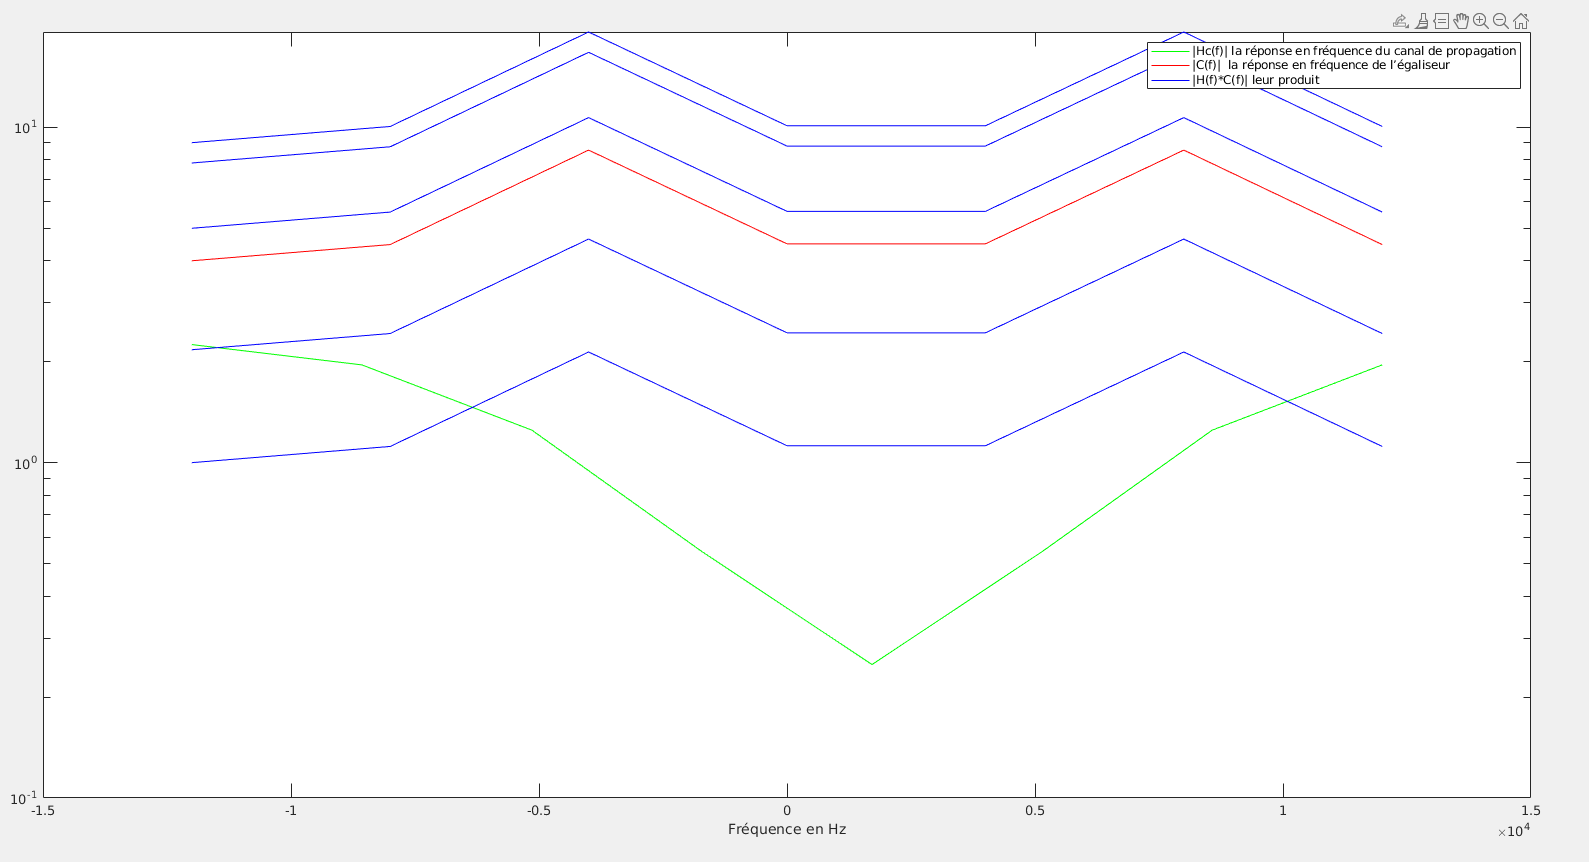 |Hc(f)| la réponse en fréquence du canal de propagation
|C(f)|  la réponse en fréquence de l’égaliseur
|H(f)*C(f)| leur produit
10^1
10^0
10^-1
-1.5 -1 -0.5 0 0.5 1 1.5
×10^4
Fréquence en Hz